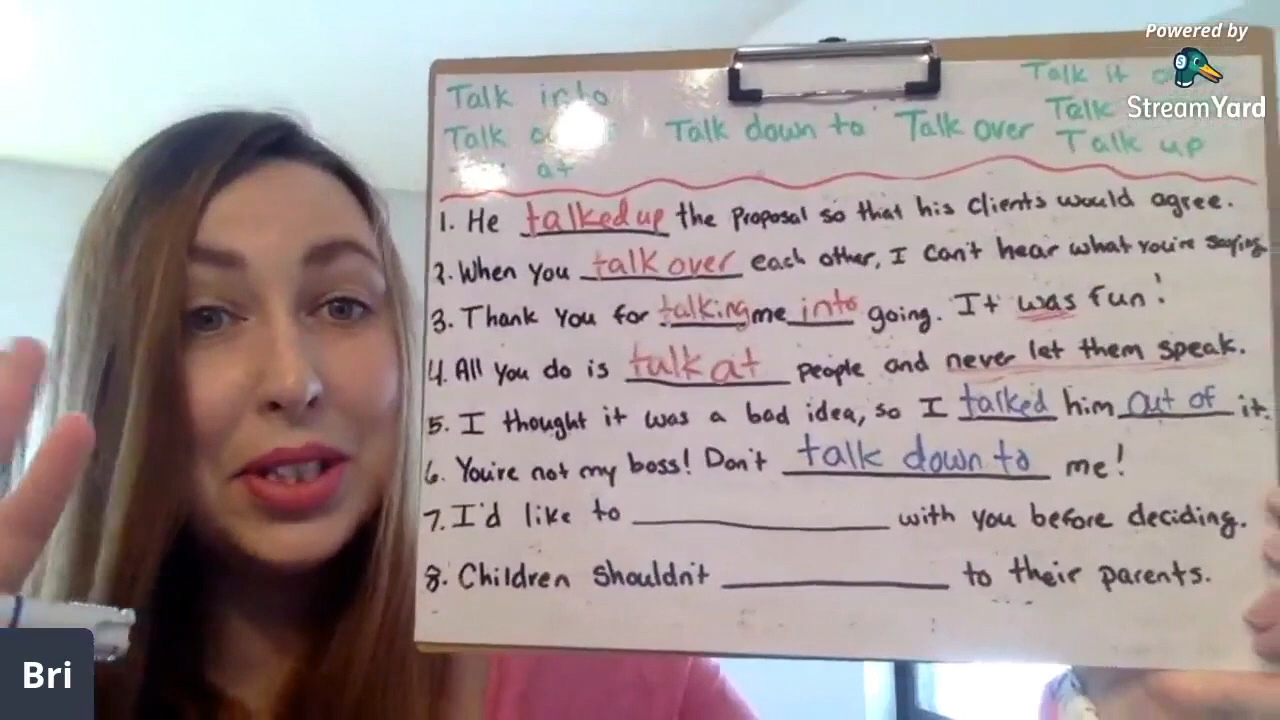 Powered by
StreamYard
Talk into
Talk it
Talk
Talk down to
Talk over
Talk
Talk up
at
1. He talked up the proposal so that his clients would agree.
2. When you talk over each other, I can't hear what you're saying
3. Thank you for talking me into going. It was fun!
4. All you do is talk at people and never let them speak.
5. I thought it was a bad idea, so I talked him out of it.
6. You're not my boss! Don't talk down to me!
7. I'd like to ________ with you before deciding.
8. Children shouldn't ________ to their parents.
Bri